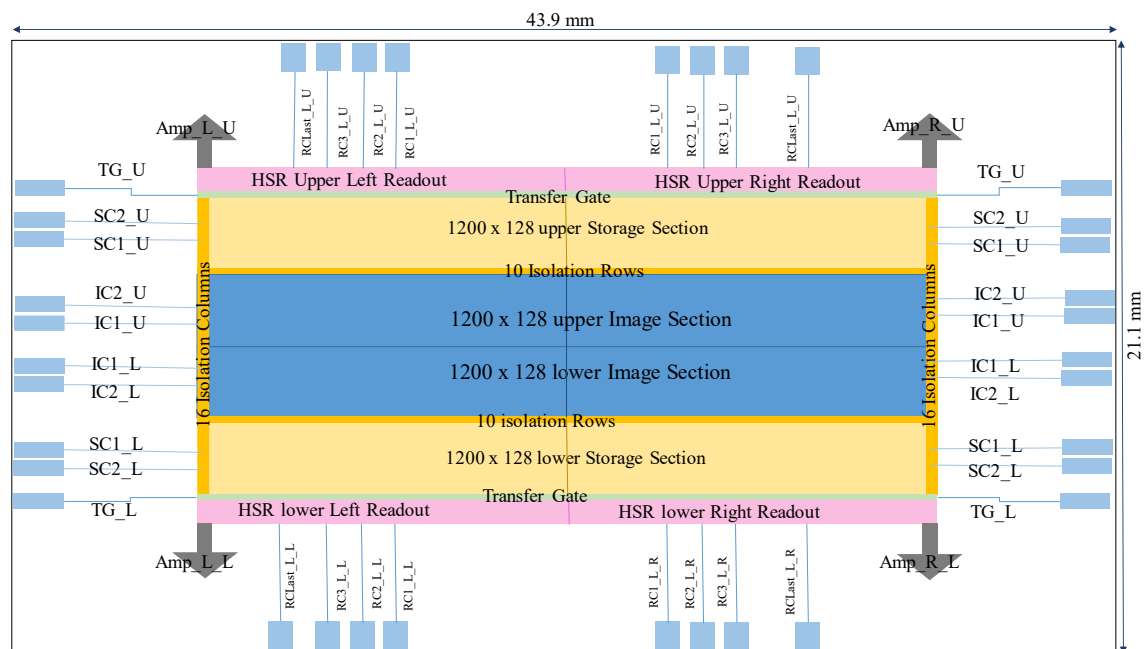 43.9 mm
RCLast_L_U
RC3_L_U
RC2_L_U
RC1_L_U
RC1_L_U
RC2_L_U
RC3_L_U
RCLast_L_U
Amp_L_U
Amp_R_U
TG_U
HSR Upper Left Readout
HSR Upper Right Readout
TG_U
Transfer Gate
SC2_U
1200 x 128 upper Storage Section
SC2_U
SC1_U
SC1_U
10 Isolation Rows
16 Isolation Columns
16 Isolation Columns
21.1 mm
IC2_U
IC2_U
IC1_U
1200 x 128 upper Image Section
IC1_U
IC1_L
1200 x 128 lower Image Section
IC1_L
IC2_L
IC2_L
10 isolation Rows
SC1_L
SC1_L
1200 x 128 lower Storage Section
SC2_L
SC2_L
Transfer Gate
TG_L
HSR lower Left Readout
HSR lower Right Readout
TG_L
Amp_L_L
Amp_R_L
RCLast_L_L
RC3_L_L
RC2_L_L
RC1_L_L
RC1_L_R
RC2_L_R
RC3_L_R
RCLast_L_R